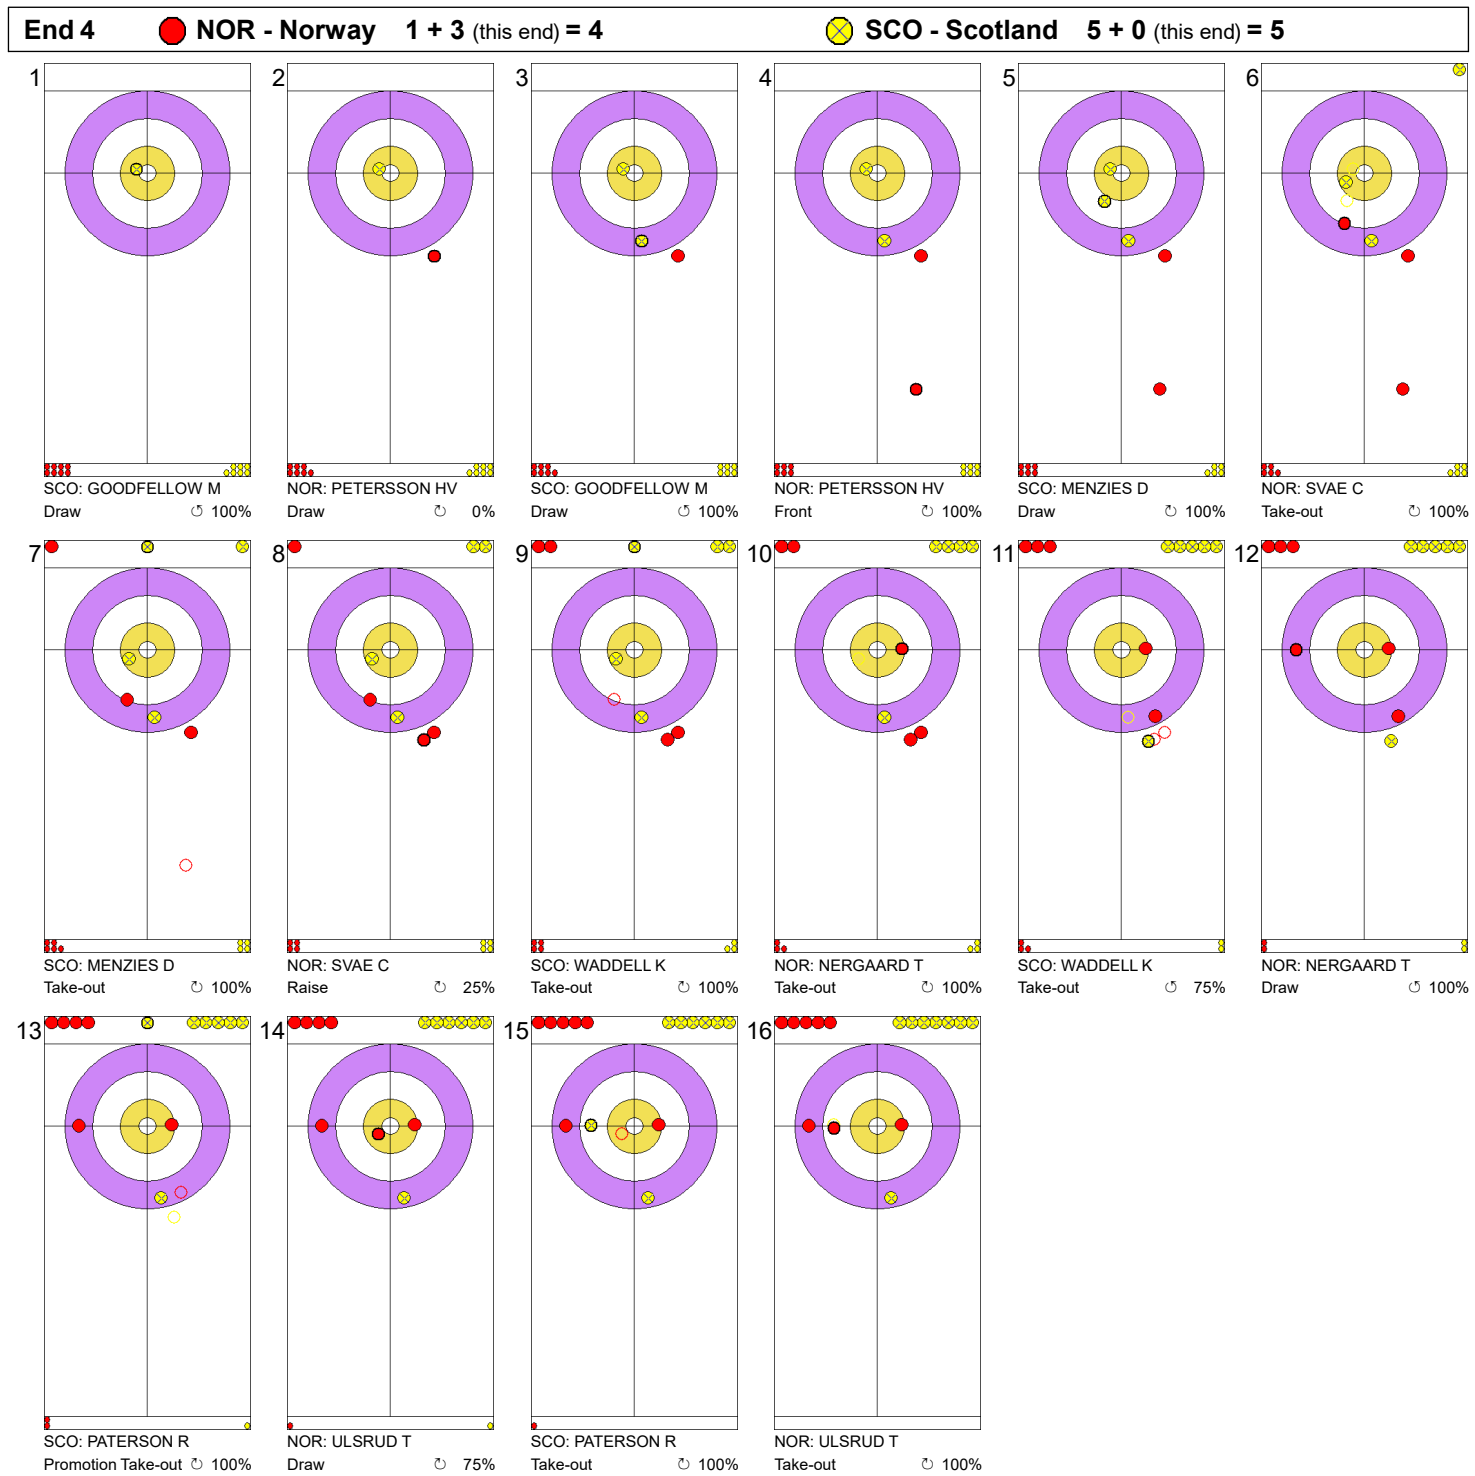 End 4 NOR - Norway 1 + 3 (this end) = 4 SCO - Scotland 5 + 0 (this end) = 5
1 2 3 4 5 6
SCO: GOODFELLOW M NOR: PETERSSON HV SCO: GOODFELLOW M NOR: PETERSSON HV SCO: MENZIES D NOR: SVAE C
Draw ↻ 100% Draw ↻ 0% Draw ↻ 100% Front ↻ 100% Draw ↻ 100% Take-out ↻ 100%
7 8 9 10 11 12
SCO: MENZIES D NOR: SVAE C SCO: WADDELL K NOR: NERGAARD T SCO: WADDELL K NOR: NERGAARD T
Take-out ↻ 100% Raise ↻ 25% Take-out ↻ 100% Take-out ↻ 100% Take-out ↺ 75% Draw ↻ 100%
13 14 15 16
SCO: PATERSON R NOR: ULSRUD T SCO: PATERSON R NOR: ULSRUD T
Promotion Take-out ↻ 100% Draw ↻ 75% Take-out ↻ 100% Take-out ↻ 100%